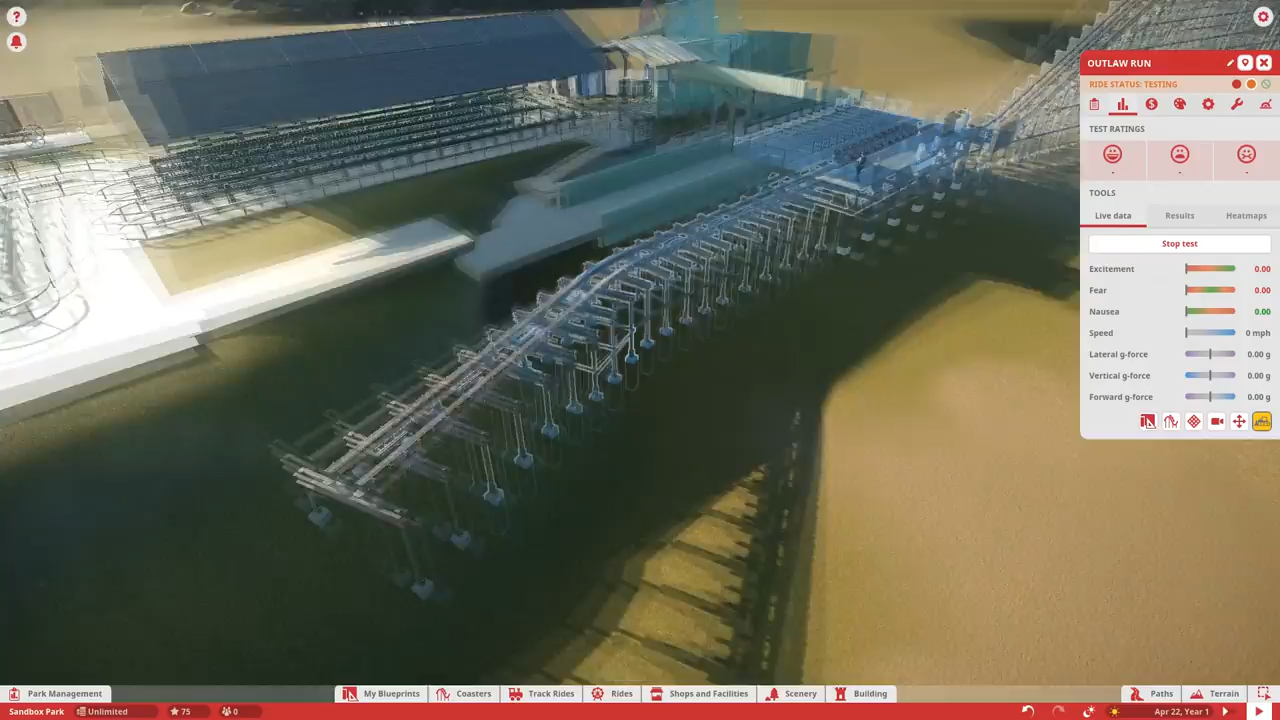 ?
OUTLAW RUN
RIDE STATUS: TESTING
TEST RATINGS
- - -
TOOLS
Live data Results Heatmaps
Stop test
Excitement 0.00
Fear 0.00
Nausea 0.00
Speed 0 mph
Lateral g-force 0.00 g
Vertical g-force 0.00 g
Forward g-force 0.00 g
Park Management My Blueprints Coasters Track Rides Rides Shops and Facilities Scenery Building Paths Terrain
Sandbox Park Unlimited 75 0 Apr 22, Year 1